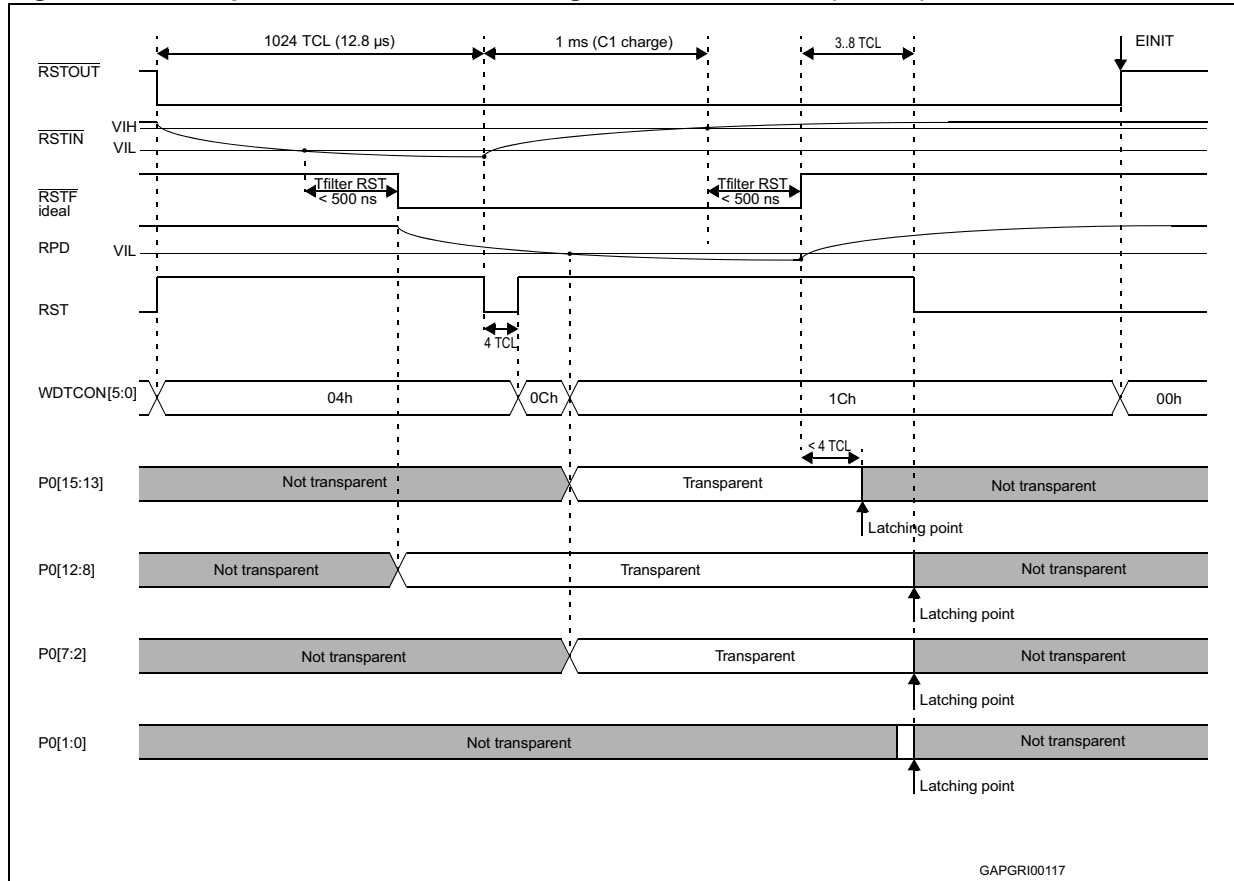 1024 TCL (12.8 µs)
1 ms (C1 charge)
3..8 TCL
EINIT
RSTOUT
RSTIN
VIH
VIL
Tfilter RST
< 500 ns
Tfilter RST
< 500 ns
RSTF
ideal
RPD
VIL
RST
4 TCL
WDTCON[5:0]
04h
0Ch
1Ch
00h
< 4 TCL
P0[15:13]
Not transparent
Transparent
Not transparent
Latching point
P0[12:8]
Not transparent
Transparent
Not transparent
Latching point
P0[7:2]
Not transparent
Transparent
Not transparent
Latching point
P0[1:0]
Not transparent
Not transparent
Latching point
GAPGRI00117